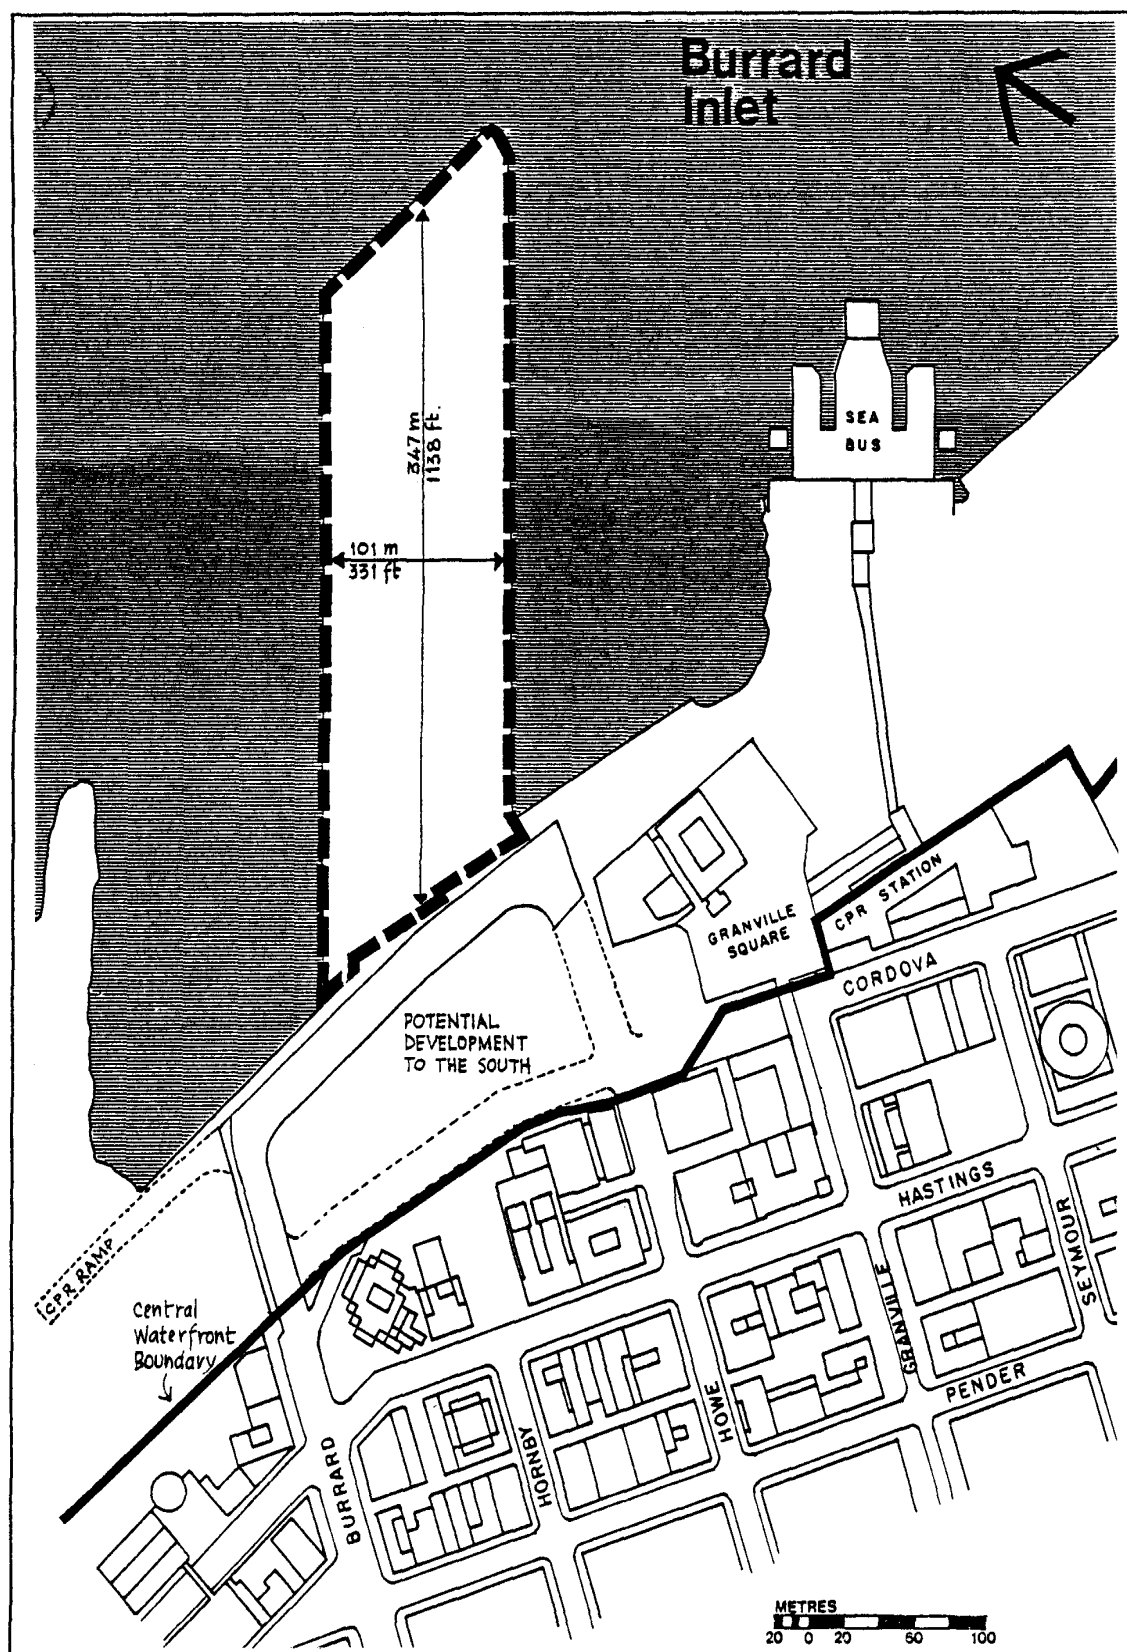 Burrard
Inlet
347 m
1138 ft.
101 m
331 ft
SEA
BUS
CPR STATION
GRANVILLE
SQUARE
CORDOVA
POTENTIAL
DEVELOPMENT
TO THE SOUTH
HASTINGS
SEYMOUR
CPR RAMP
Central
Waterfront
Boundary
GRANVILLE
PENDER
HOWE
HORNBY
BURRARD
METRES
20 0 20 60 100